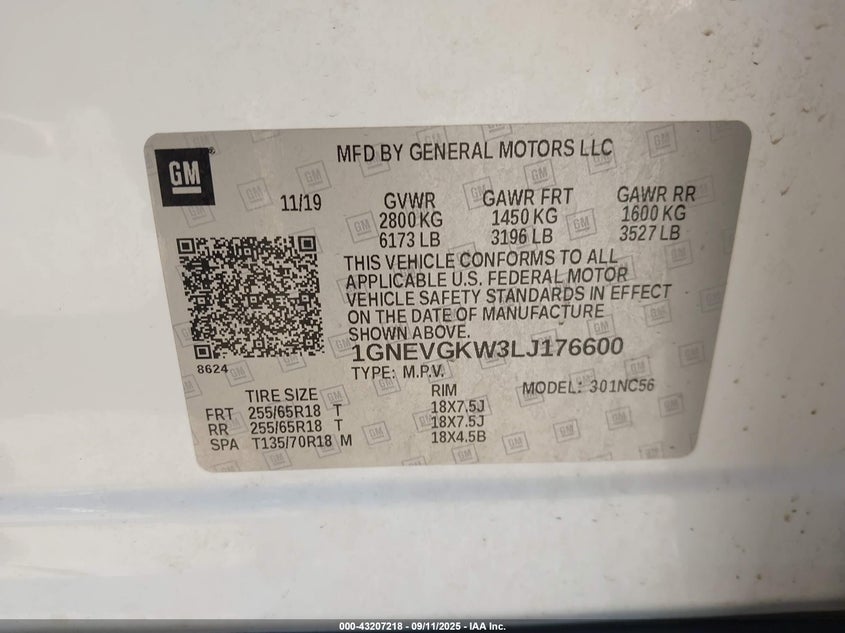 GM
MFD BY GENERAL MOTORS LLC
11/19 GVWR GAWR FRT GAWR RR
2800 KG 1450 KG 1600 KG
6173 LB 3196 LB 3527 LB
THIS VEHICLE CONFORMS TO ALL
APPLICABLE U.S. FEDERAL MOTOR
VEHICLE SAFETY STANDARDS IN EFFECT
ON THE DATE OF MANUFACTURE
SHOWN ABOVE.
1GNEVGKW3LJ176600
8624
TYPE: M.P.V. MODEL: 301NC56
TIRE SIZE RIM
FRT 255/65R18 T 18X7.5J
RR 255/65R18 T 18X7.5J
SPA T135/70R18 M 18X4.5B
000-43207218 - 09/11/2025 - IAA Inc.